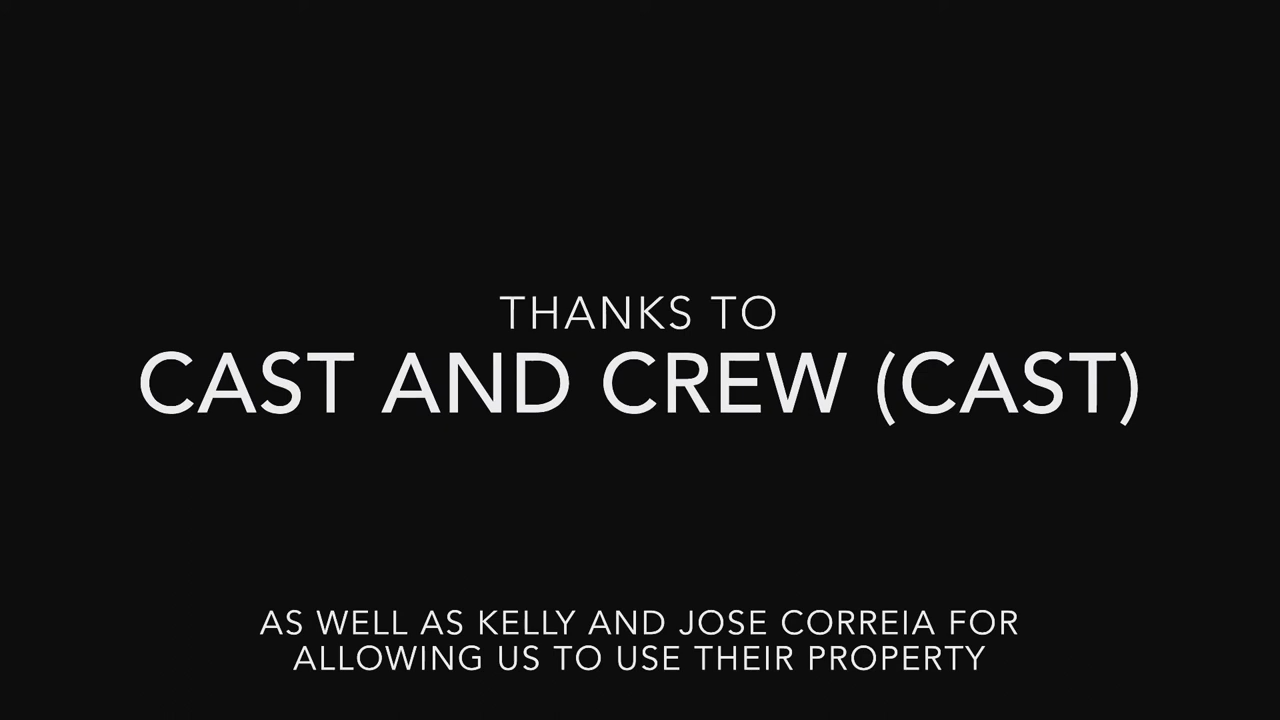 THANKS TO
CAST AND CREW (CAST)
AS WELL AS KELLY AND JOSE CORREIA FOR
ALLOWING US TO USE THEIR PROPERTY